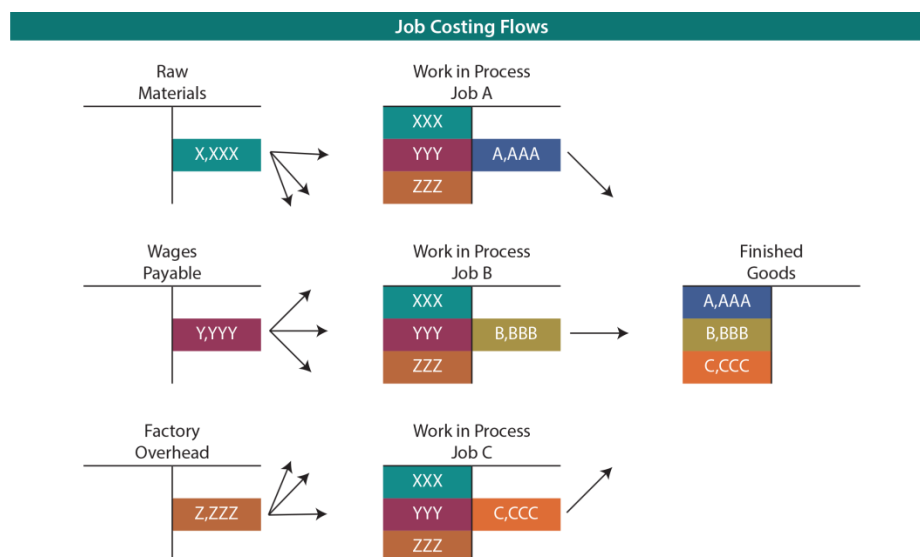 Job Costing Flows
Raw
Materials
X,XXX
Work in Process
Job A
XXX
YYY
A,AAA
ZZZ
Wages
Payable
Y,YYY
Work in Process
Job B
XXX
YYY
B,BBB
ZZZ
Finished
Goods
A,AAA
B,BBB
C,CCC
Factory
Overhead
Z,ZZZ
Work in Process
Job C
XXX
YYY
C,CCC
ZZZ